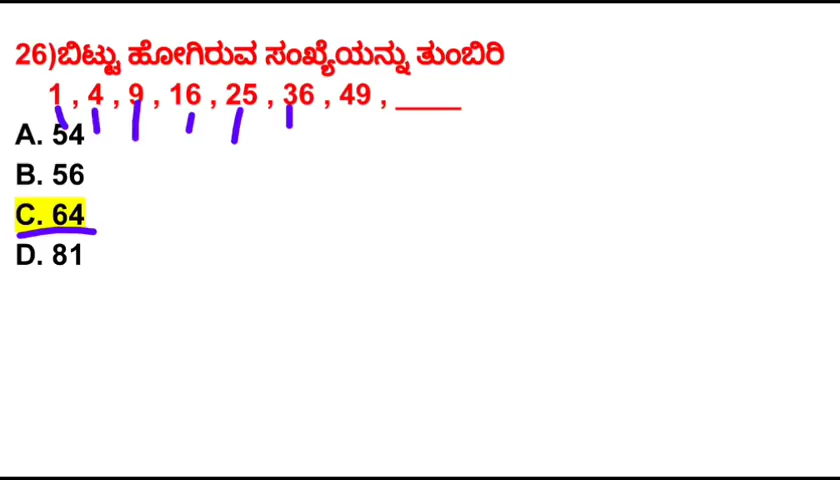 26)ಬಿಟ್ಟು ಹೋಗಿರುವ ಸಂಖ್ಯೆಯನ್ನು ತುಂಬಿರಿ
1 , 4 , 9 , 16 , 25 , 36 , 49 , ____
A. 54
B. 56
C. 64
D. 81